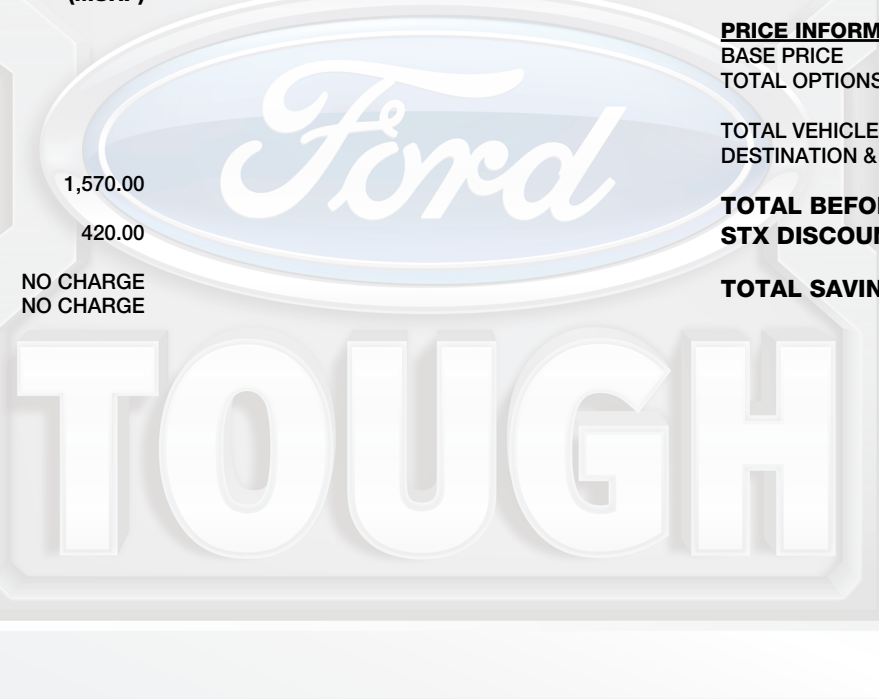 (MSRP)
1,570.00
420.00
NO CHARGE
NO CHARGE
PRICE INFORM
BASE PRICE
TOTAL OPTIONS
TOTAL VEHICLE
DESTINATION &
TOTAL BEFO
STX DISCOUN
TOTAL SAVIN
Ford
TOUGH